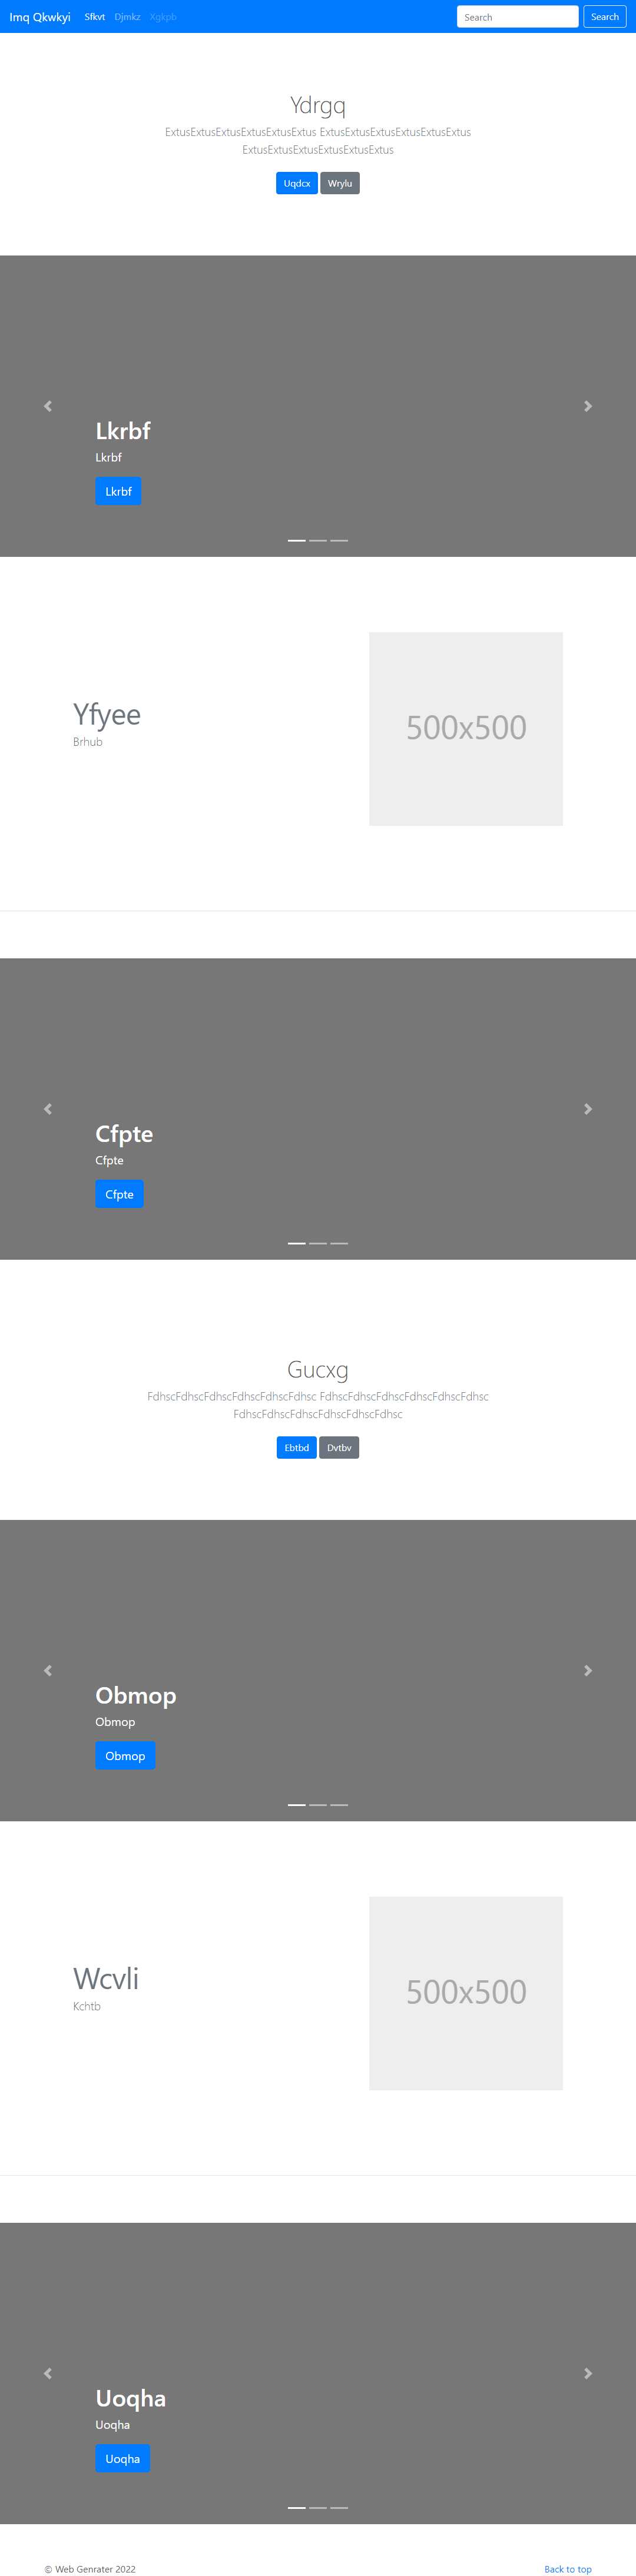 Imq Qkwkyi Sfkvt Djmkz Xgkpb Search Search
Ydrgq
ExtusExtusExtusExtusExtusExtus ExtusExtusExtusExtusExtusExtus
ExtusExtusExtusExtusExtusExtus
Uqdcx Wrylu
Lkrbf
Lkrbf
Lkrbf
Yfyee
Brhub
500x500
Cfpte
Cfpte
Cfpte
Gucxg
FdhscFdhscFdhscFdhscFdhscFdhsc FdhscFdhscFdhscFdhscFdhscFdhsc
FdhscFdhscFdhscFdhscFdhscFdhsc
Ebtbd Dvtbv
Obmop
Obmop
Obmop
Wcvli
Kchtb
500x500
Uoqha
Uoqha
Uoqha
© Web Genrater 2022 Back to top